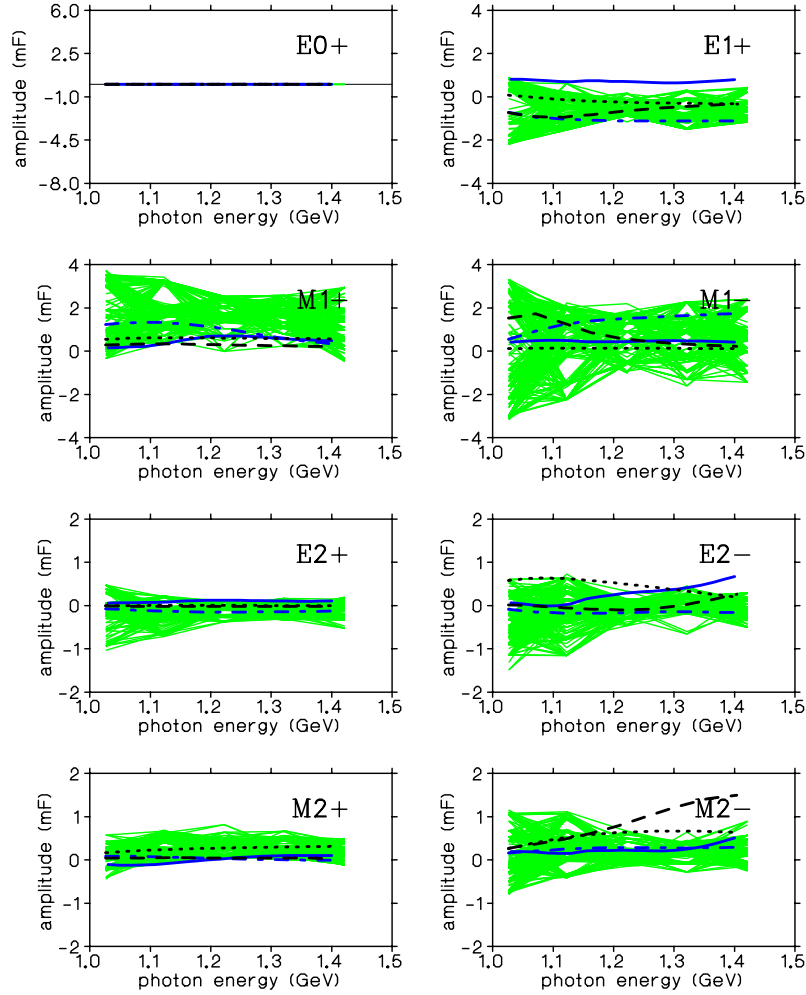 6.0
2.5
-1.0
-4.5
-8.0
amplitude (mF)
E0+
1.0 1.1 1.2 1.3 1.4 1.5
photon energy (GeV)
4
2
0
-2
-4
amplitude (mF)
E1+
1.0 1.1 1.2 1.3 1.4 1.5
photon energy (GeV)
4
2
0
-2
-4
amplitude (mF)
M1+
1.0 1.1 1.2 1.3 1.4 1.5
photon energy (GeV)
4
2
0
-2
-4
amplitude (mF)
M1-
1.0 1.1 1.2 1.3 1.4 1.5
photon energy (GeV)
2
1
0
-1
-2
amplitude (mF)
E2+
1.0 1.1 1.2 1.3 1.4 1.5
photon energy (GeV)
2
1
0
-1
-2
amplitude (mF)
E2-
1.0 1.1 1.2 1.3 1.4 1.5
photon energy (GeV)
2
1
0
-1
-2
amplitude (mF)
M2+
1.0 1.1 1.2 1.3 1.4 1.5
photon energy (GeV)
2
1
0
-1
-2
amplitude (mF)
M2-
1.0 1.1 1.2 1.3 1.4 1.5
photon energy (GeV)